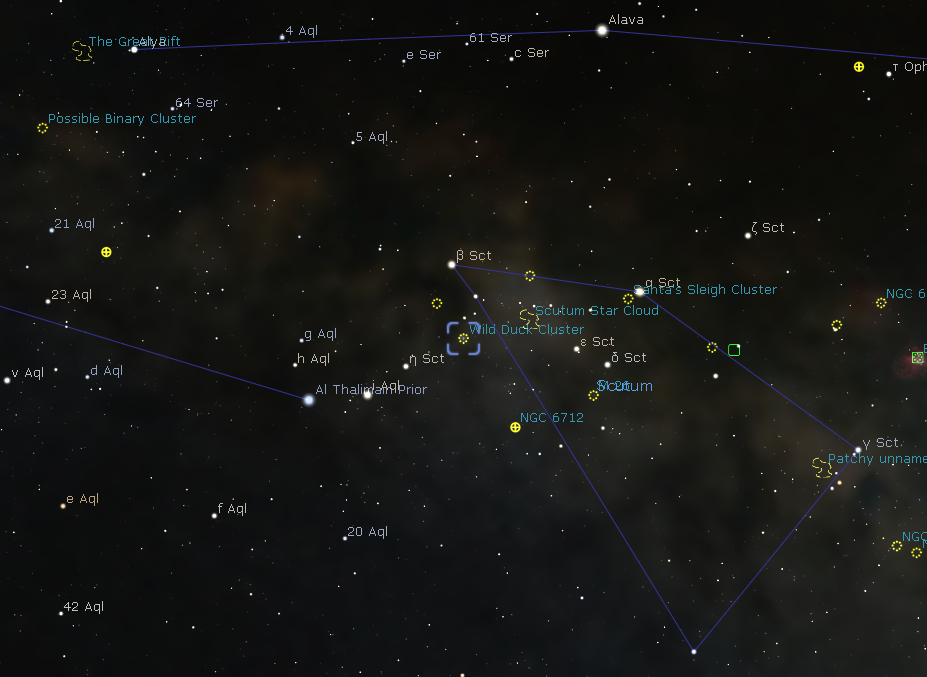 Alava
4 Aql
61 Ser
The Great Rift
Alya
e Ser
c Ser
τ Oph
64 Ser
Possible Binary Cluster
5 Aql
21 Aql
ζ Sct
β Sct
α Sct
Santa's Sleigh Cluster
23 Aql
NGC 6
Scutum Star Cloud
Wild Duck Cluster
g Aql
ε Sct
h Aql
η Sct
δ Sct
ν Aql
d Aql
Al Thalimain Prior
i Aql
M 26
Scutum
NGC 6712
γ Sct
Patchy unname
e Aql
f Aql
20 Aql
NGC
42 Aql